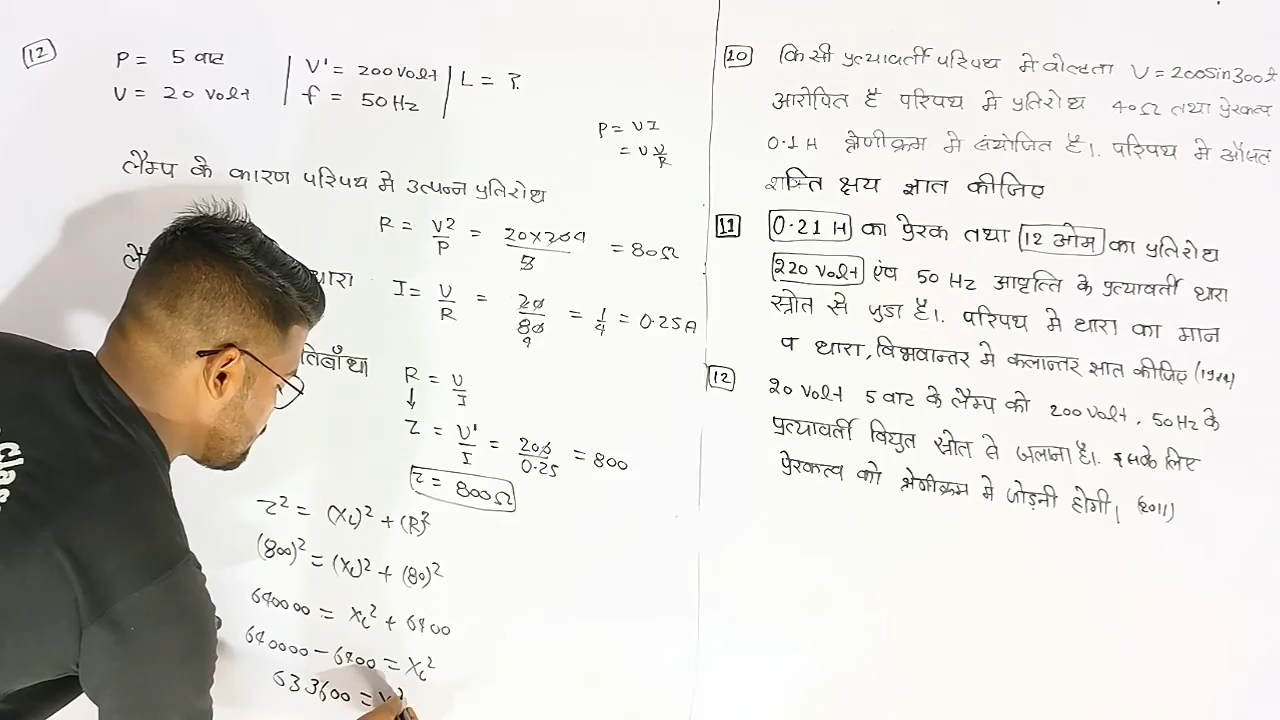 12
P = 5 वाट
V = 20 Volt
V' = 200 Volt
f = 50 Hz
L = ?
P = VI
= V V/R
लैम्प के कारण परिपथ में उत्पन्न प्रतिरोध
R = V²/P = 20×20/5 = 80Ω
धारा
I = V/R = 20/80 = 1/4 = 0.25A
R = V/I
Z = V'/I = 200/0.25 = 800
Z = 800Ω
Z² = (XL)² + (R)²
(800)² = (XL)² + (80)²
640000 = XL² + 6400
640000 - 6400 = XL²
633600 =
10 किसी प्रत्यावर्ती परिपथ मे वोल्टता V = 200sin300t
आरोपित है परिपथ मे प्रतिरोध 40Ω तथा प्रेरकत्व
0.1 H श्रेणीक्रम मे संयोजित है। परिपथ मे औसत
शक्ति क्षय ज्ञात कीजिए
11 0.21 H का प्रेरक तथा 12 ओम का प्रतिरोध
220 Volt एंव 50 Hz आवृत्ति के प्रत्यावर्ती धारा
स्रोत से जुडा है। परिपथ मे धारा का मान
व धारा, विभवान्तर मे कलान्तर ज्ञात कीजिए
12 20 Volt 5 वाट के लैम्प को 200 Volt, 50 Hz के
प्रत्यावर्ती विद्युत स्रोत से जलाना है। इसके लिए
प्रेरकत्व को श्रेणीक्रम मे जोड़नी होगी। (2011)